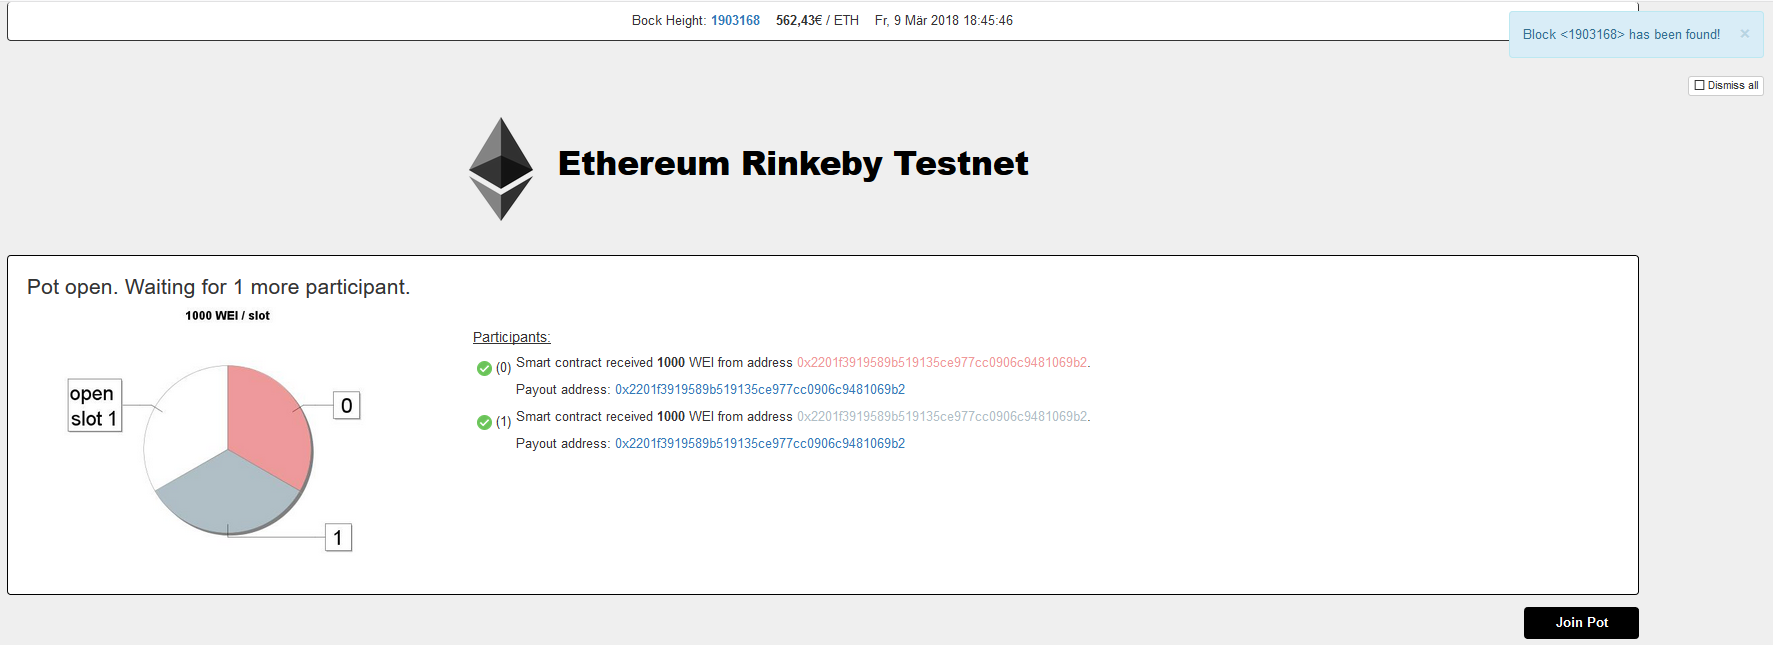 Bock Height: 1903168 562,43€ / ETH Fr, 9 Mär 2018 18:45:46
Block <1903168> has been found! ×
Dismiss all
Ethereum Rinkeby Testnet
Pot open. Waiting for 1 more participant.
1000 WEI / slot
open
slot 1
0
1
Participants:
(0) Smart contract received 1000 WEI from address 0x2201f3919589b519135ce977cc0906c9481069b2.
Payout address: 0x2201f3919589b519135ce977cc0906c9481069b2
(1) Smart contract received 1000 WEI from address 0x2201f3919589b519135ce977cc0906c9481069b2.
Payout address: 0x2201f3919589b519135ce977cc0906c9481069b2
Join Pot